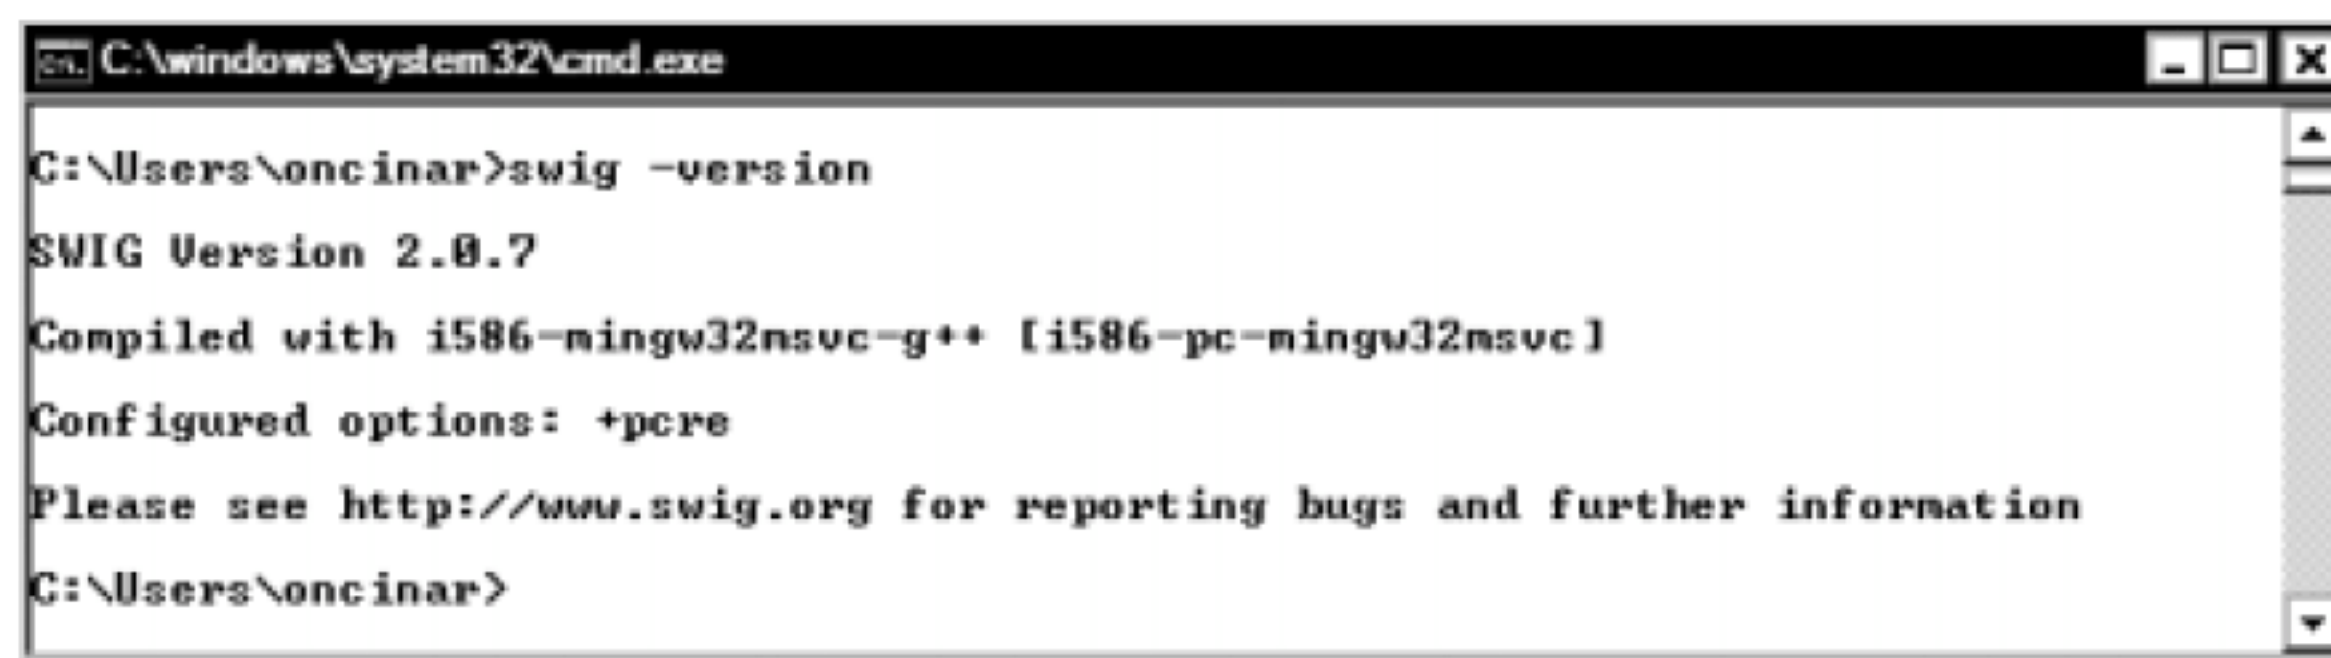 C:\windows\system32\cmd.exe
C:\Users\oncinar>swig -version
SWIG Version 2.0.7
Compiled with i586-mingw32msvc-g++ [i586-pc-mingw32msvc]
Configured options: +pcre
Please see http://www.swig.org for reporting bugs and further information
C:\Users\oncinar>